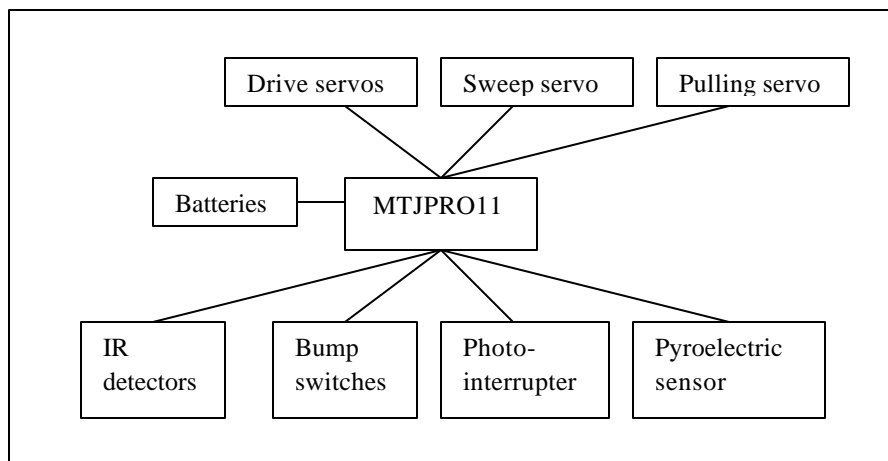 Drive servos
Sweep servo
Pulling servo
Batteries
MTJPRO11
IR
detectors
Bump
switches
Photo-
interrupter
Pyroelectric
sensor